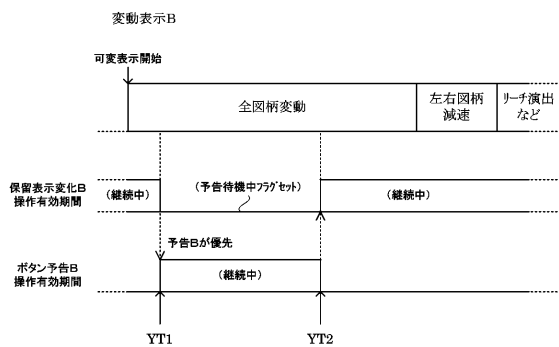 変動表示B
可変表示開始
全図柄変動
左右図柄
減速
リーチ演出
など
保留表示変化B
操作有効期間
(継続中)
(予告待機中フラグセット)
(継続中)
予告Bが優先
ボタン予告B
操作有効期間
(継続中)
YT1
YT2